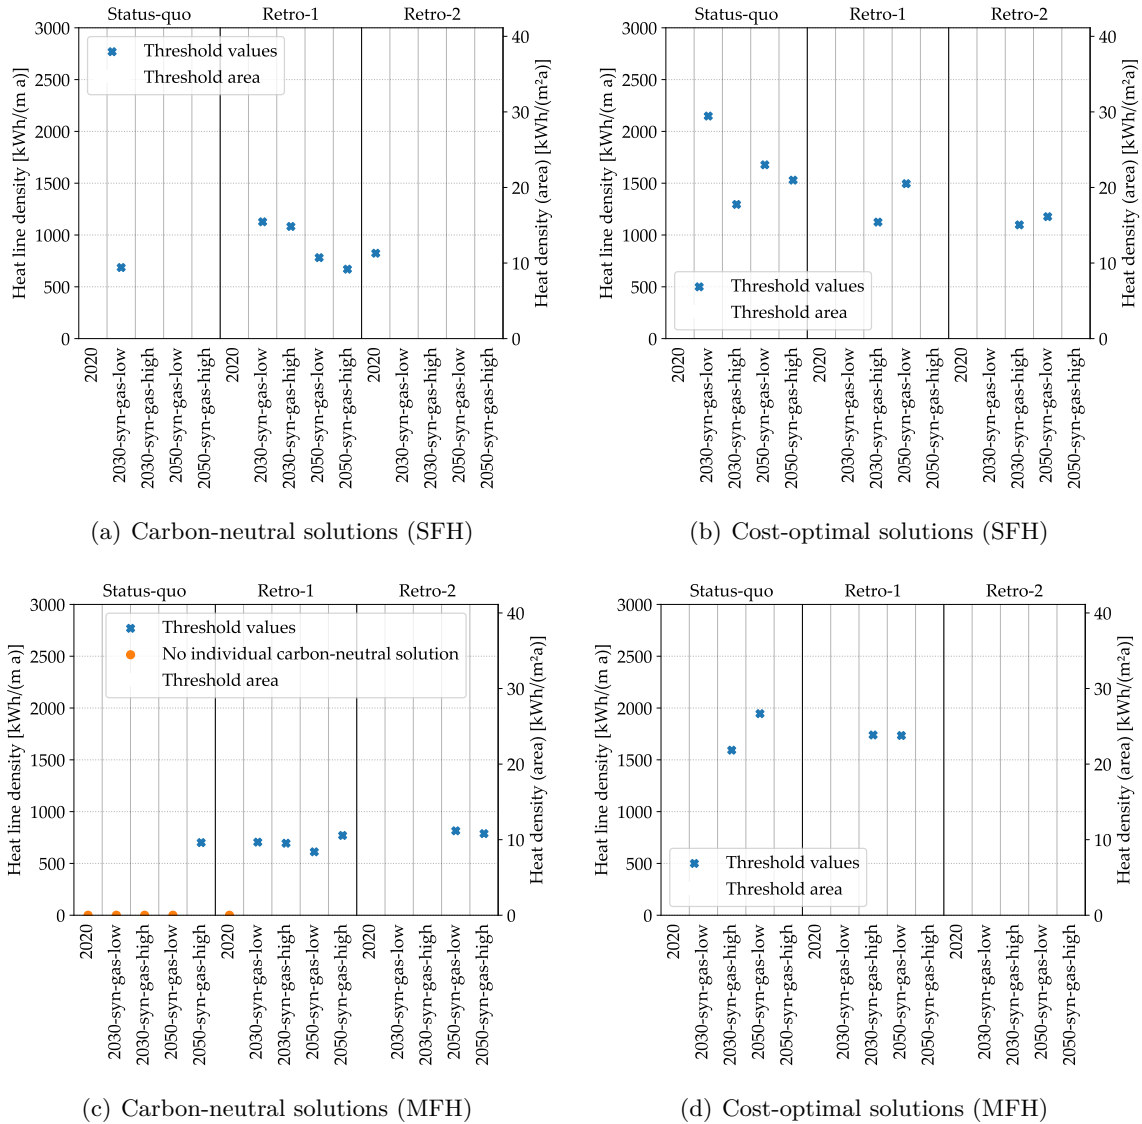 Status-quo Retro-1 Retro-2
3000
2500
2000
1500
1000
500
0
Heat line density [kWh/(m a)]
Threshold values
Threshold area
40
30
20
10
0
Heat density (area) [kWh/(m²a)]
2020
2030-syn-gas-low
2030-syn-gas-high
2050-syn-gas-low
2050-syn-gas-high
2020
2030-syn-gas-low
2030-syn-gas-high
2050-syn-gas-low
2050-syn-gas-high
2020
2030-syn-gas-low
2030-syn-gas-high
2050-syn-gas-low
2050-syn-gas-high
(a) Carbon-neutral solutions (SFH)
Status-quo Retro-1 Retro-2
3000
2500
2000
1500
1000
500
0
Heat line density [kWh/(m a)]
Threshold values
Threshold area
40
30
20
10
0
Heat density (area) [kWh/(m²a)]
2020
2030-syn-gas-low
2030-syn-gas-high
2050-syn-gas-low
2050-syn-gas-high
2020
2030-syn-gas-low
2030-syn-gas-high
2050-syn-gas-low
2050-syn-gas-high
2020
2030-syn-gas-low
2030-syn-gas-high
2050-syn-gas-low
2050-syn-gas-high
(b) Cost-optimal solutions (SFH)
Status-quo Retro-1 Retro-2
3000
2500
2000
1500
1000
500
0
Heat line density [kWh/(m a)]
Threshold values
No individual carbon-neutral solution
Threshold area
40
30
20
10
0
Heat density (area) [kWh/(m²a)]
2020
2030-syn-gas-low
2030-syn-gas-high
2050-syn-gas-low
2050-syn-gas-high
2020
2030-syn-gas-low
2030-syn-gas-high
2050-syn-gas-low
2050-syn-gas-high
2020
2030-syn-gas-low
2030-syn-gas-high
2050-syn-gas-low
2050-syn-gas-high
(c) Carbon-neutral solutions (MFH)
Status-quo Retro-1 Retro-2
3000
2500
2000
1500
1000
500
0
Heat line density [kWh/(m a)]
Threshold values
Threshold area
40
30
20
10
0
Heat density (area) [kWh/(m²a)]
2020
2030-syn-gas-low
2030-syn-gas-high
2050-syn-gas-low
2050-syn-gas-high
2020
2030-syn-gas-low
2030-syn-gas-high
2050-syn-gas-low
2050-syn-gas-high
2020
2030-syn-gas-low
2030-syn-gas-high
2050-syn-gas-low
2050-syn-gas-high
(d) Cost-optimal solutions (MFH)